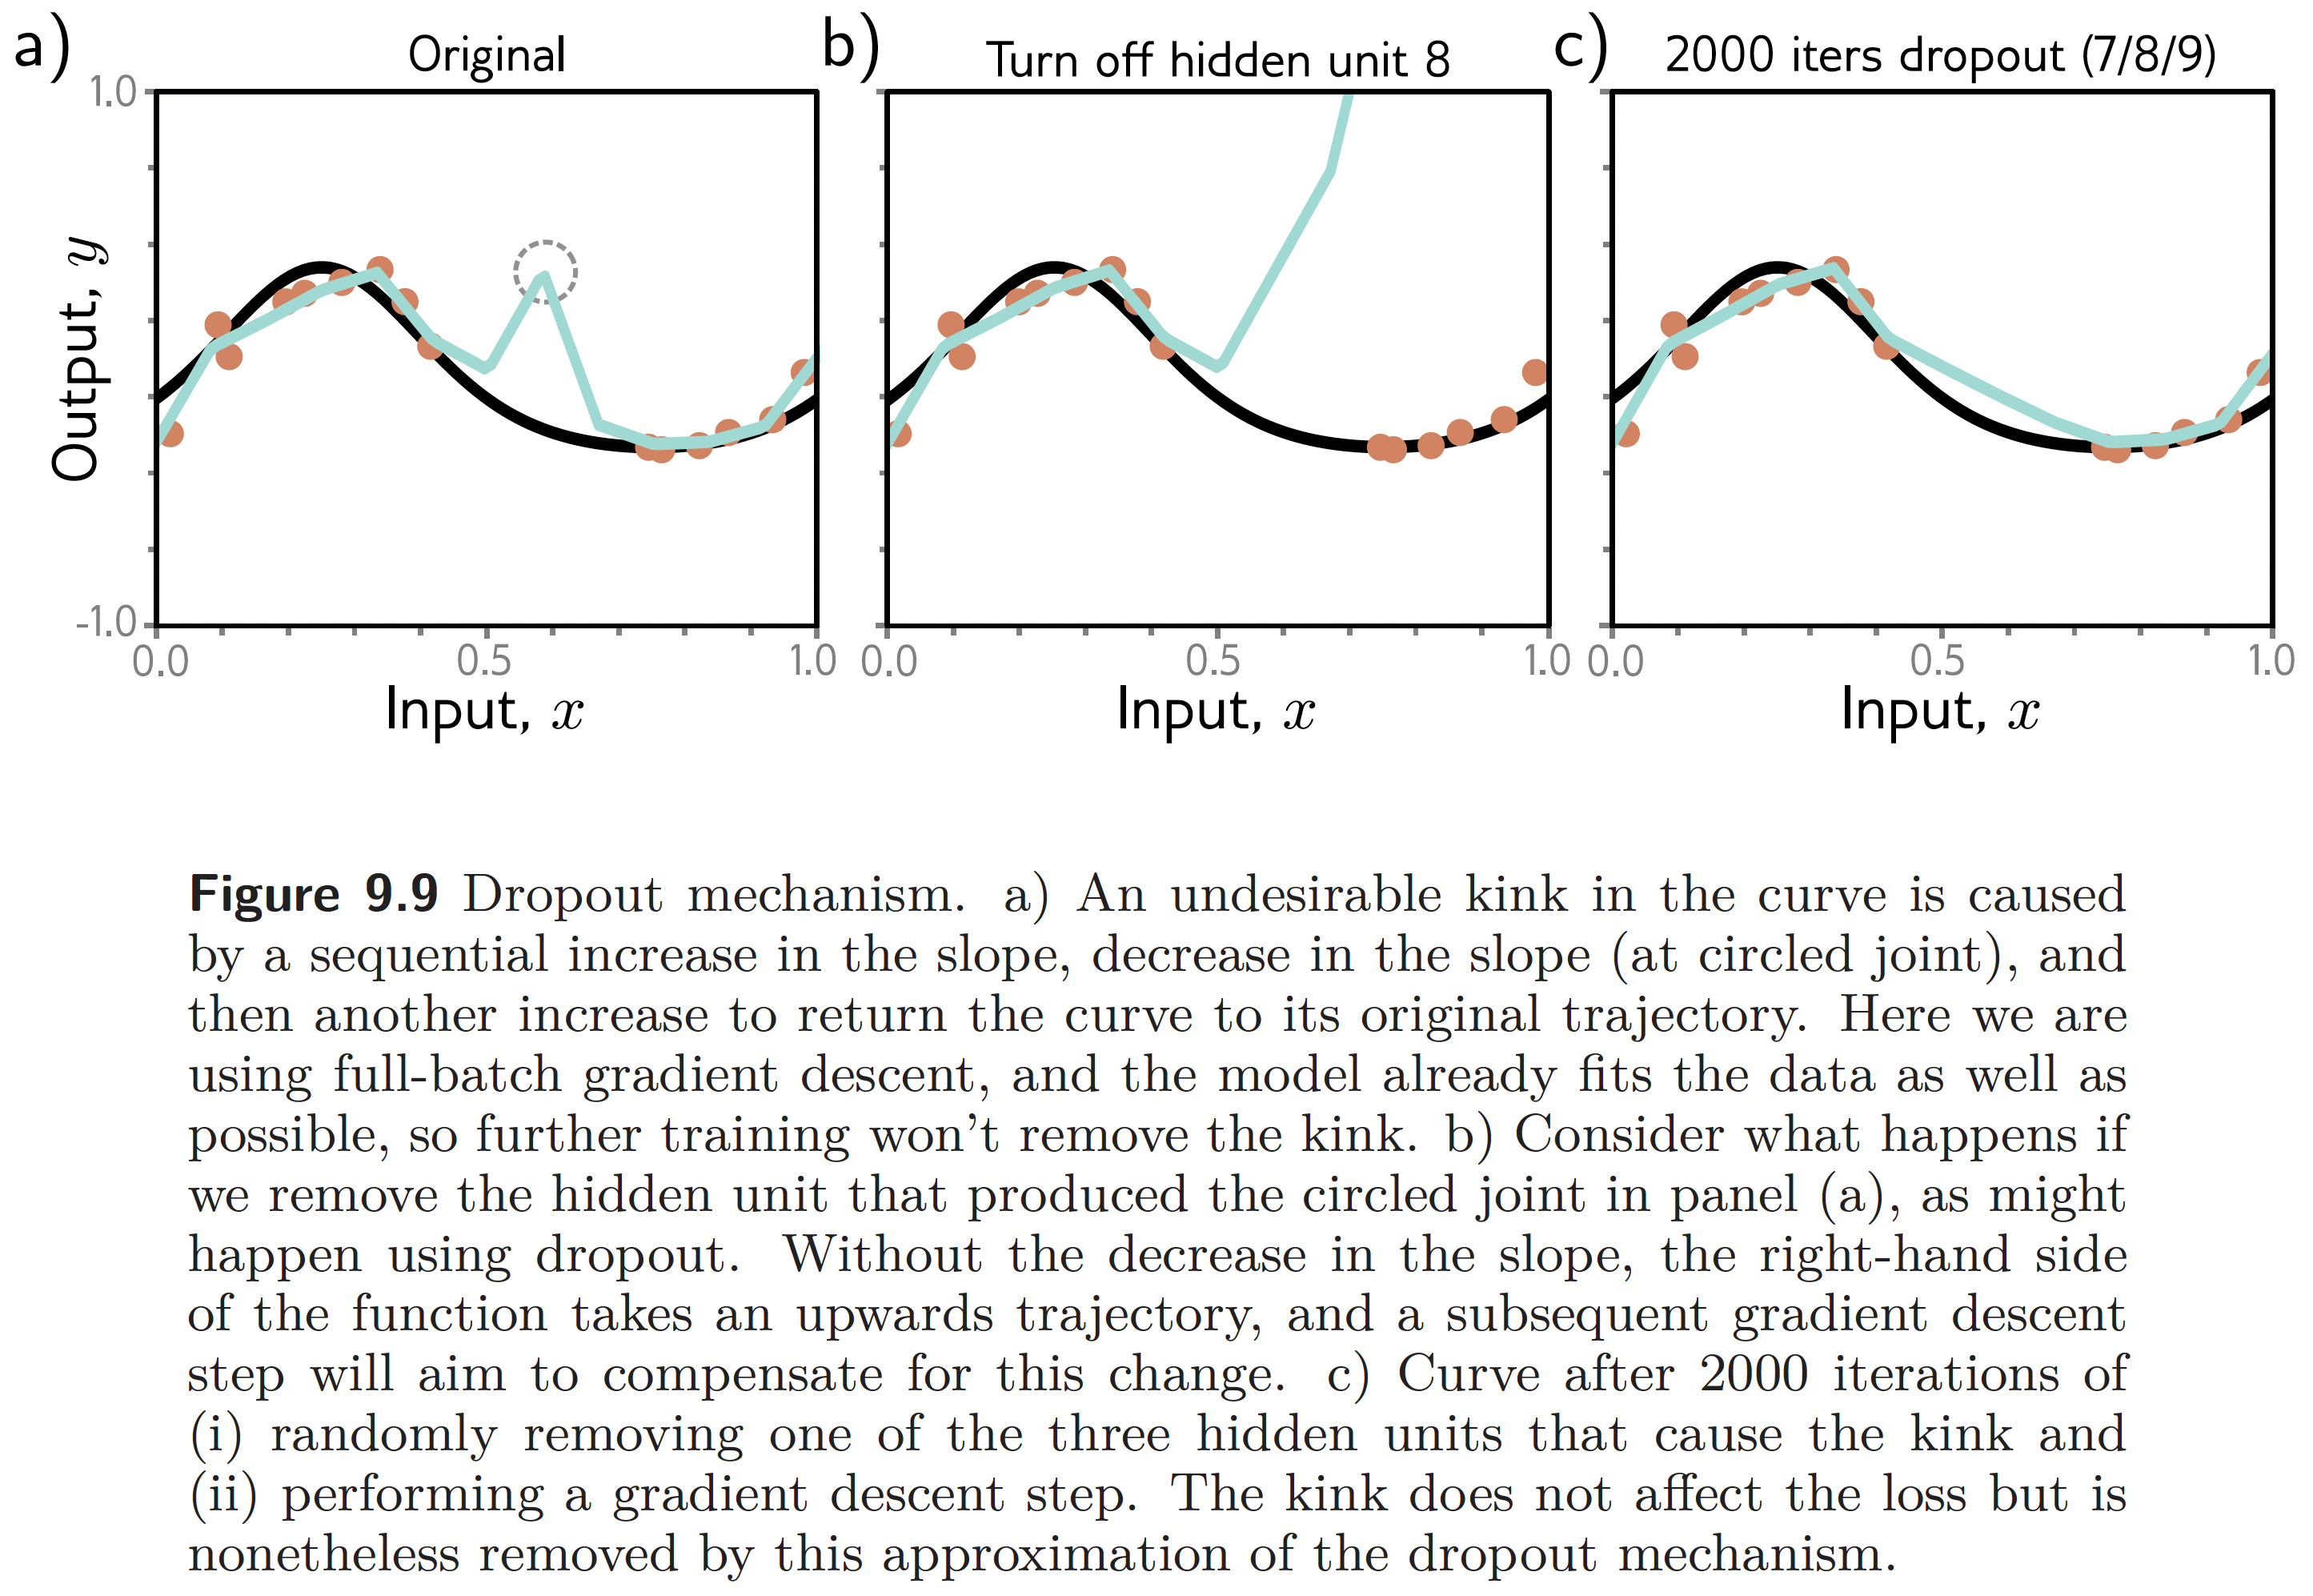 a)
Original
b)
Turn off hidden unit 8
c)
2000 iters dropout (7/8/9)
1.0
Output, y
-1.0
0.0 0.5 1.0
0.0 0.5 1.0
0.0 0.5 1.0
Input, x
Input, x
Input, x
Figure 9.9 Dropout mechanism. a) An undesirable kink in the curve is caused
by a sequential increase in the slope, decrease in the slope (at circled joint), and
then another increase to return the curve to its original trajectory. Here we are
using full-batch gradient descent, and the model already fits the data as well as
possible, so further training won't remove the kink. b) Consider what happens if
we remove the hidden unit that produced the circled joint in panel (a), as might
happen using dropout. Without the decrease in the slope, the right-hand side
of the function takes an upwards trajectory, and a subsequent gradient descent
step will aim to compensate for this change. c) Curve after 2000 iterations of
(i) randomly removing one of the three hidden units that cause the kink and
(ii) performing a gradient descent step. The kink does not affect the loss but is
nonetheless removed by this approximation of the dropout mechanism.